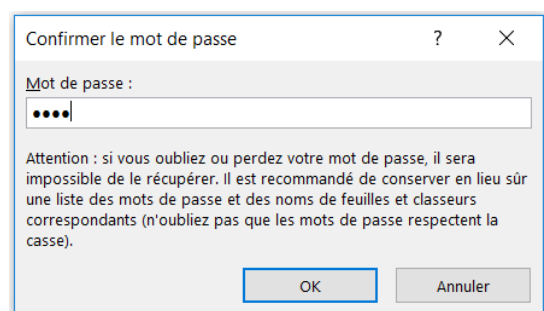 Confirmer le mot de passe ? ×
Mot de passe :
••••
Attention : si vous oubliez ou perdez votre mot de passe, il sera
impossible de le récupérer. Il est recommandé de conserver en lieu sûr
une liste des mots de passe et des noms de feuilles et classeurs
correspondants (n'oubliez pas que les mots de passe respectent la
casse).
OK Annuler